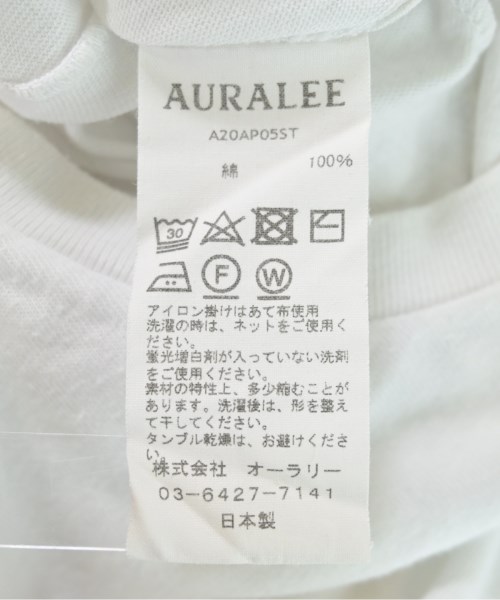 AURALEE
A20AP05ST
綿 100%
30
F W
アイロン掛けはあて布使用
洗濯の時は、ネットをご使用く
ださい。
蛍光増白剤が入っていない洗剤
をご使用ください。
素材の特性上、多少縮むことが
あります。洗濯後は、形を整え
て干してください。
タンブル乾燥は、お避けくださ
い。
株式会社 オーラリー
03-6427-7141
日本製